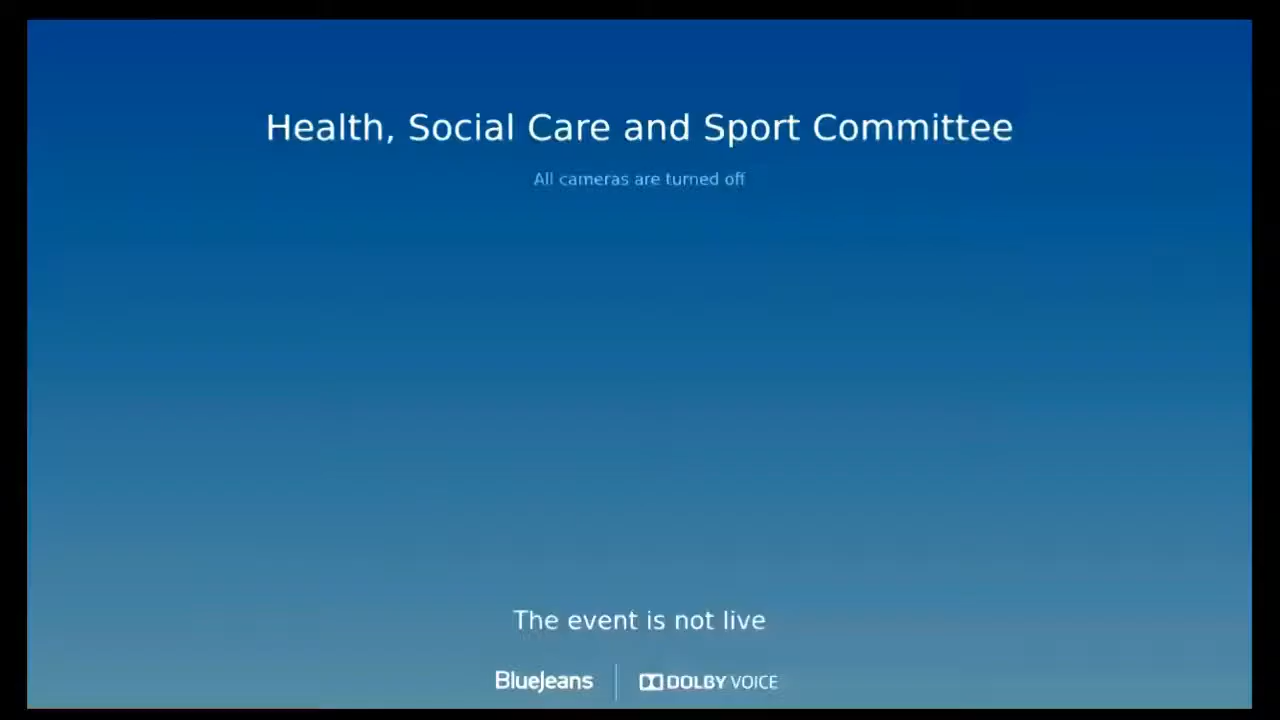 Health, Social Care and Sport Committee
All cameras are turned off
The event is not live
BlueJeans
DOLBY VOICE